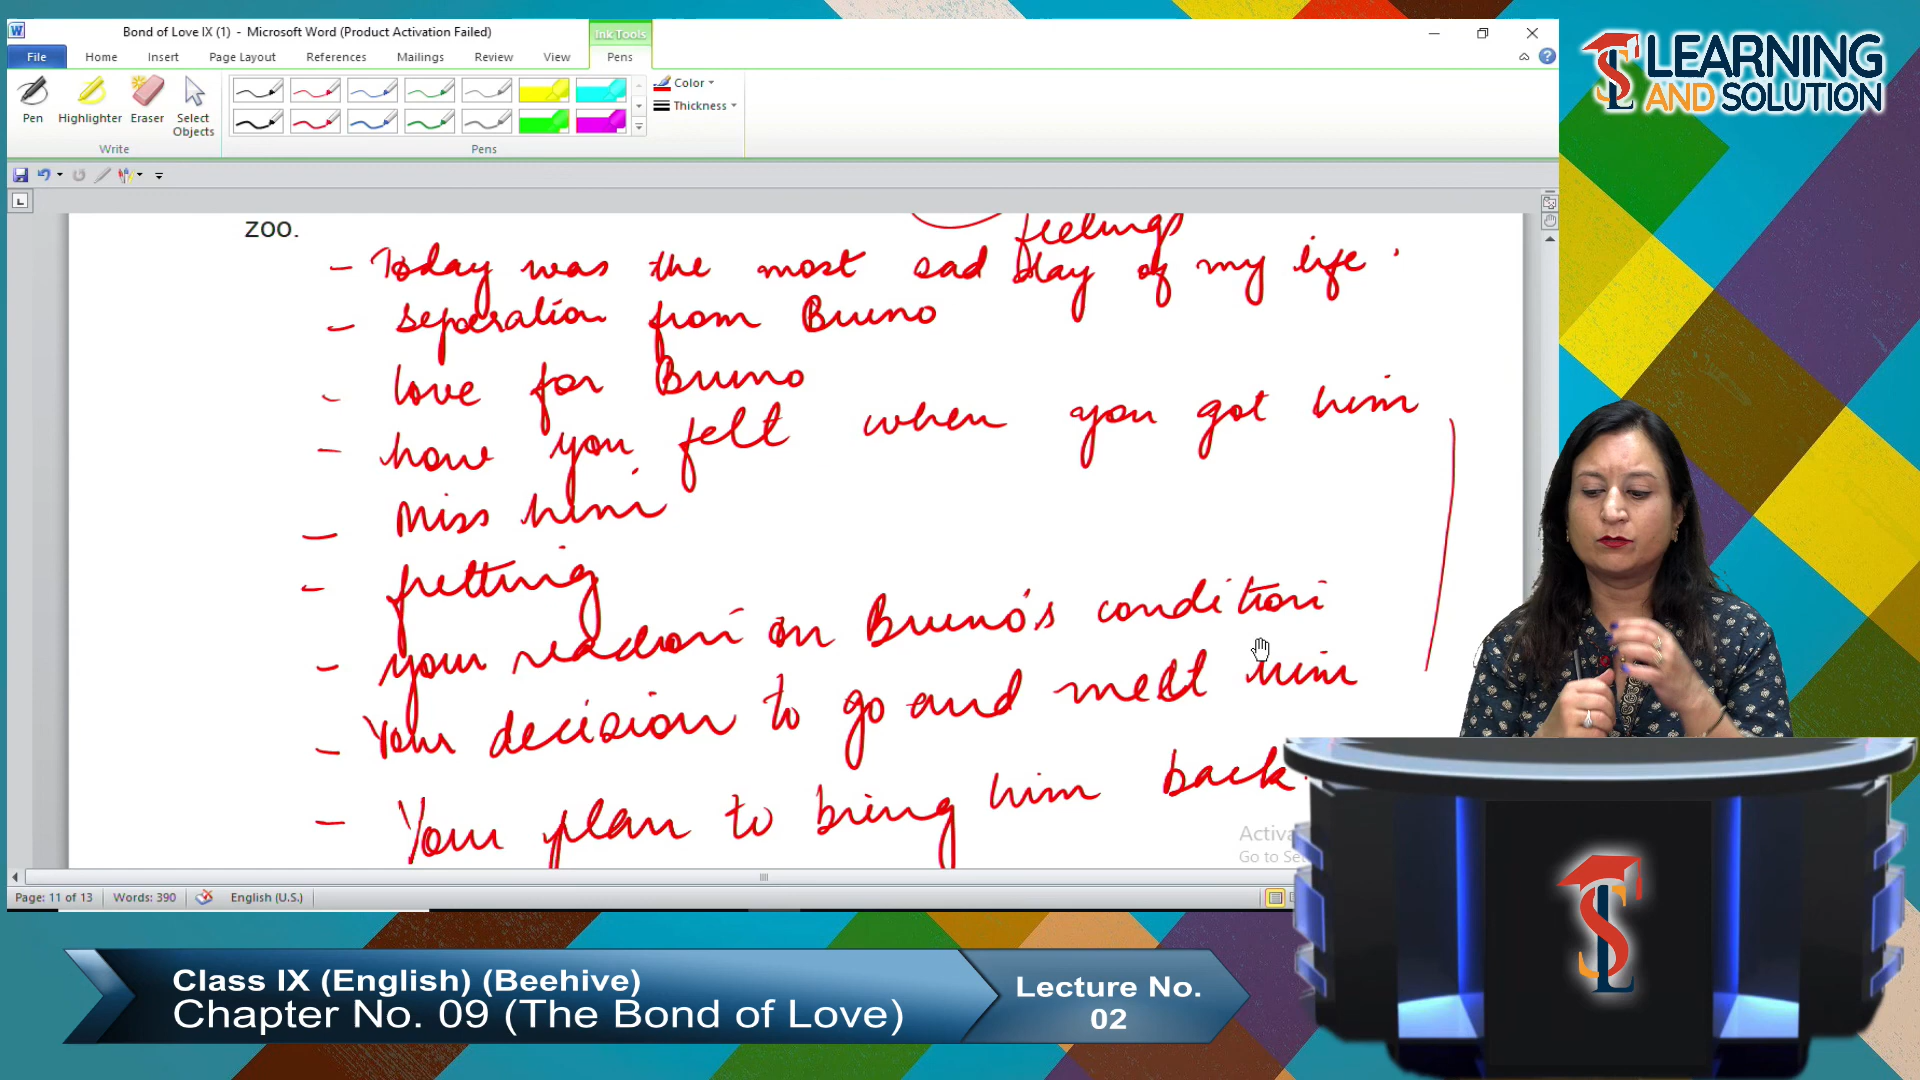 Bond of Love IX (1) - Microsoft Word (Product Activation Failed)
Ink Tools
File Home Insert Page Layout References Mailings Review View Pens
Pen Highlighter Eraser Select Objects
Color
Thickness
Write Pens
LEARNING
AND SOLUTION
zoo.
feelings
- Today was the most sad day of my life.
- separation from Bruno
- love for Bruno
- how you felt when you got him
- Miss him
- fretting
- your reaction on Bruno's condition
- Your decision to go and meet him
- Your plan to bring him back.
Activa
Go to Se
Page: 11 of 13 Words: 390 English (U.S.)
Class IX (English) (Beehive)
Chapter No. 09 (The Bond of Love)
Lecture No.
02